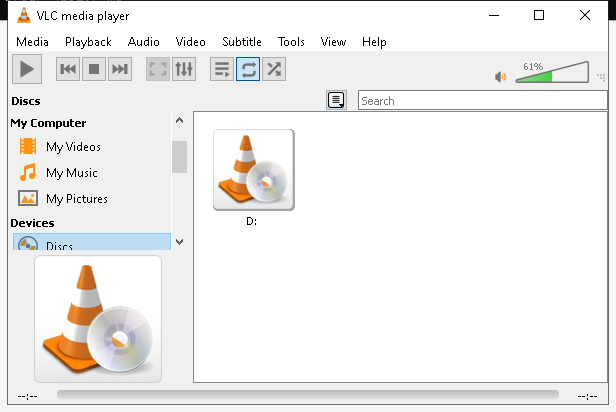 VLC media player
Media Playback Audio Video Subtitle Tools View Help
61%
Discs
Search
My Computer
My Videos
My Music
My Pictures
Devices
Discs
D:
--:-- --:--